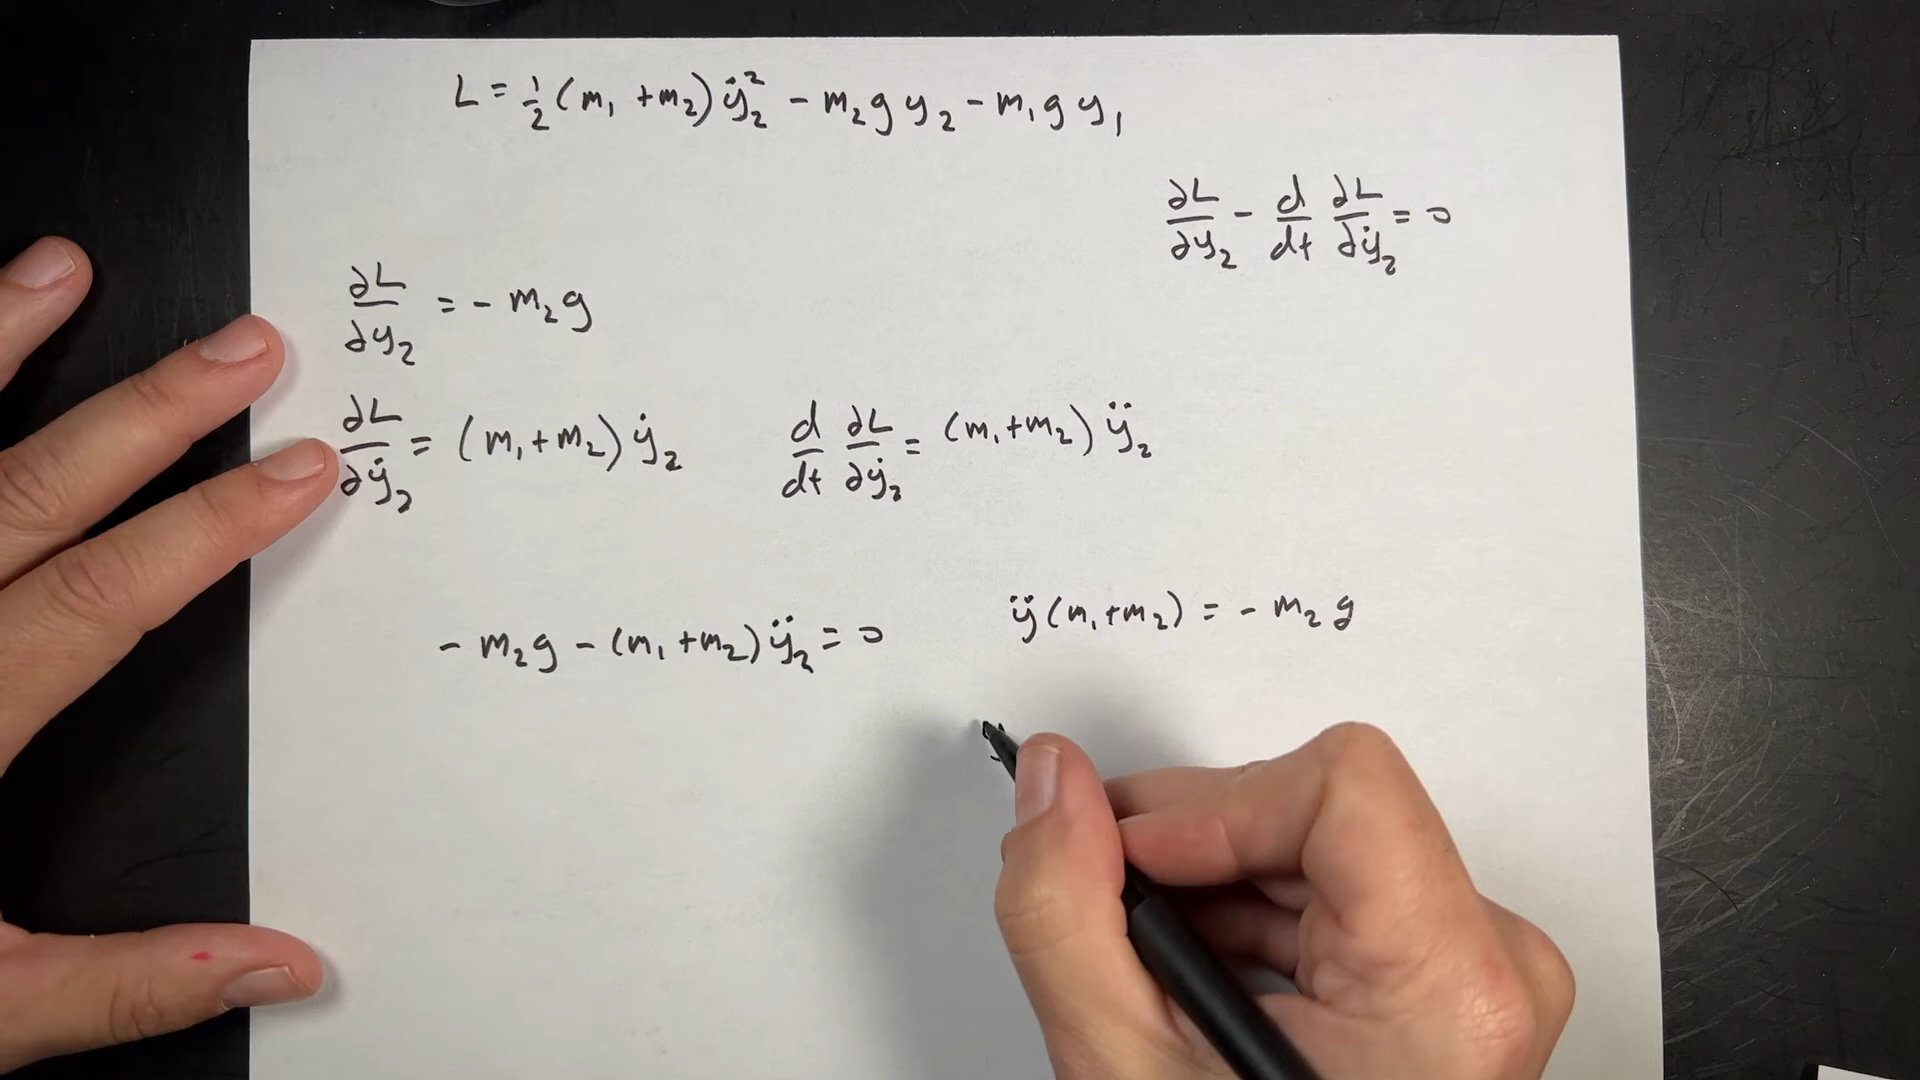 L = 1/2 (m₁ + m₂) ẏ₂² - m₂ g y₂ - m₁ g y₁
∂L/∂y₂ - d/dt ∂L/∂ẏ₂ = 0
∂L/∂y₂ = - m₂ g
∂L/∂ẏ₂ = (m₁ + m₂) ẏ₂
d/dt ∂L/∂ẏ₂ = (m₁ + m₂) ÿ₂
- m₂ g - (m₁ + m₂) ÿ₂ = 0
ÿ (m₁ + m₂) = - m₂ g